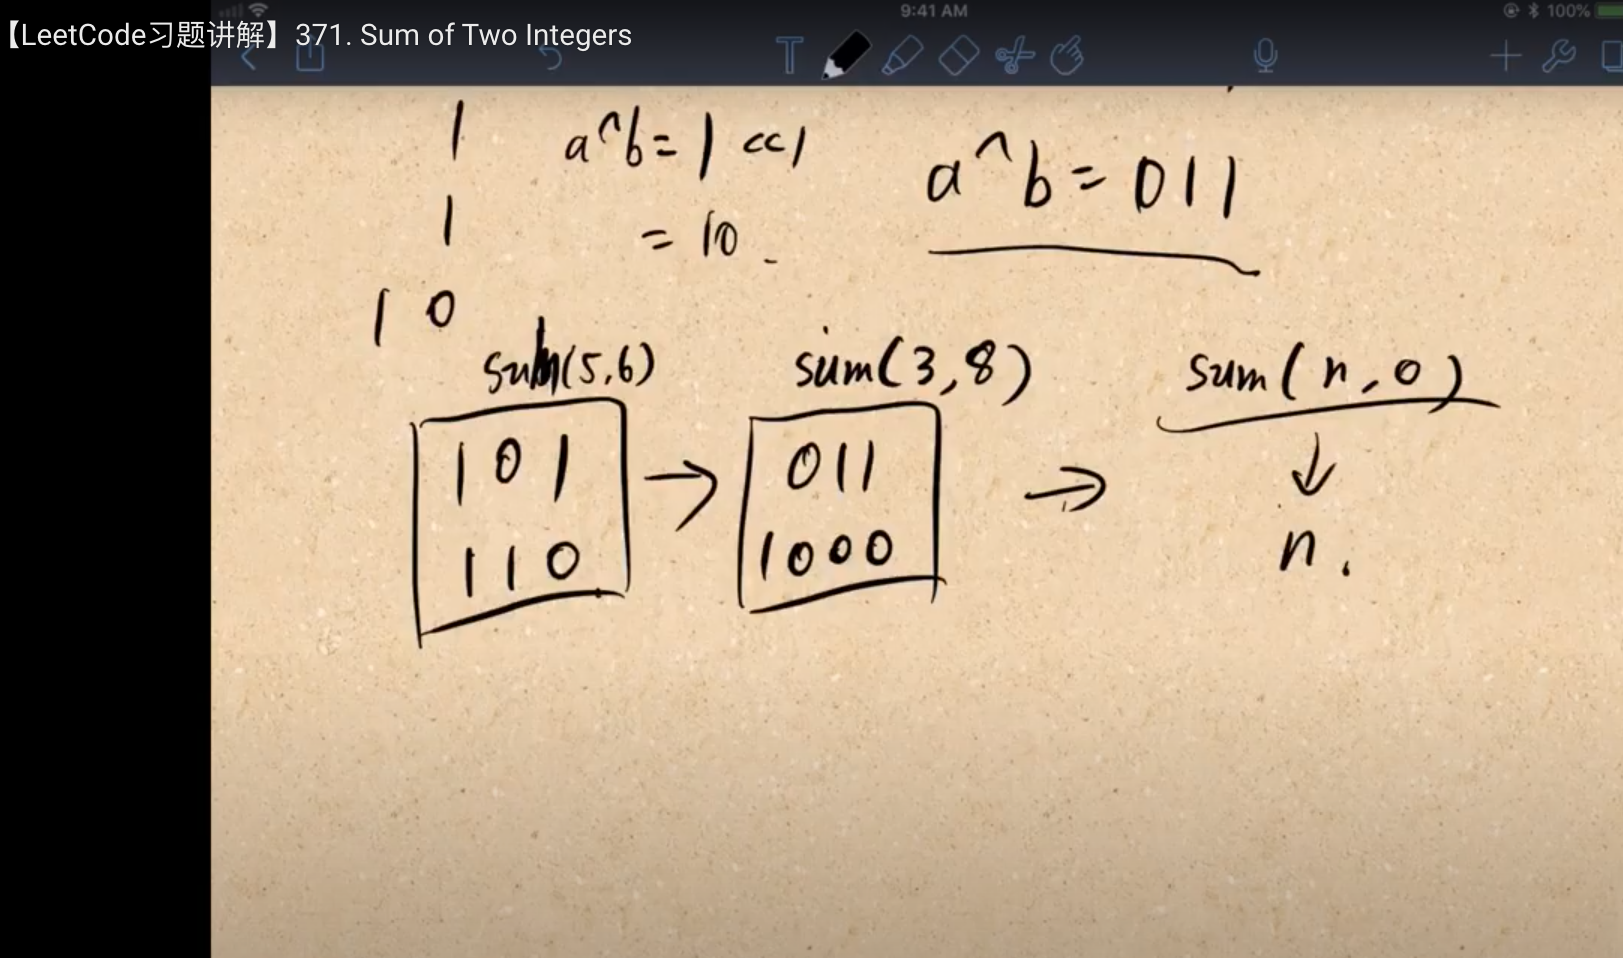 9:41 AM
100%
【LeetCode习题讲解】371. Sum of Two Integers
T
1 a^b= 1 <<1
a^b=011
1
= 10
1 0
sum(5,6) sum(3,8) sum(n,0)
101 → 011 → ↓
110 1000 n.